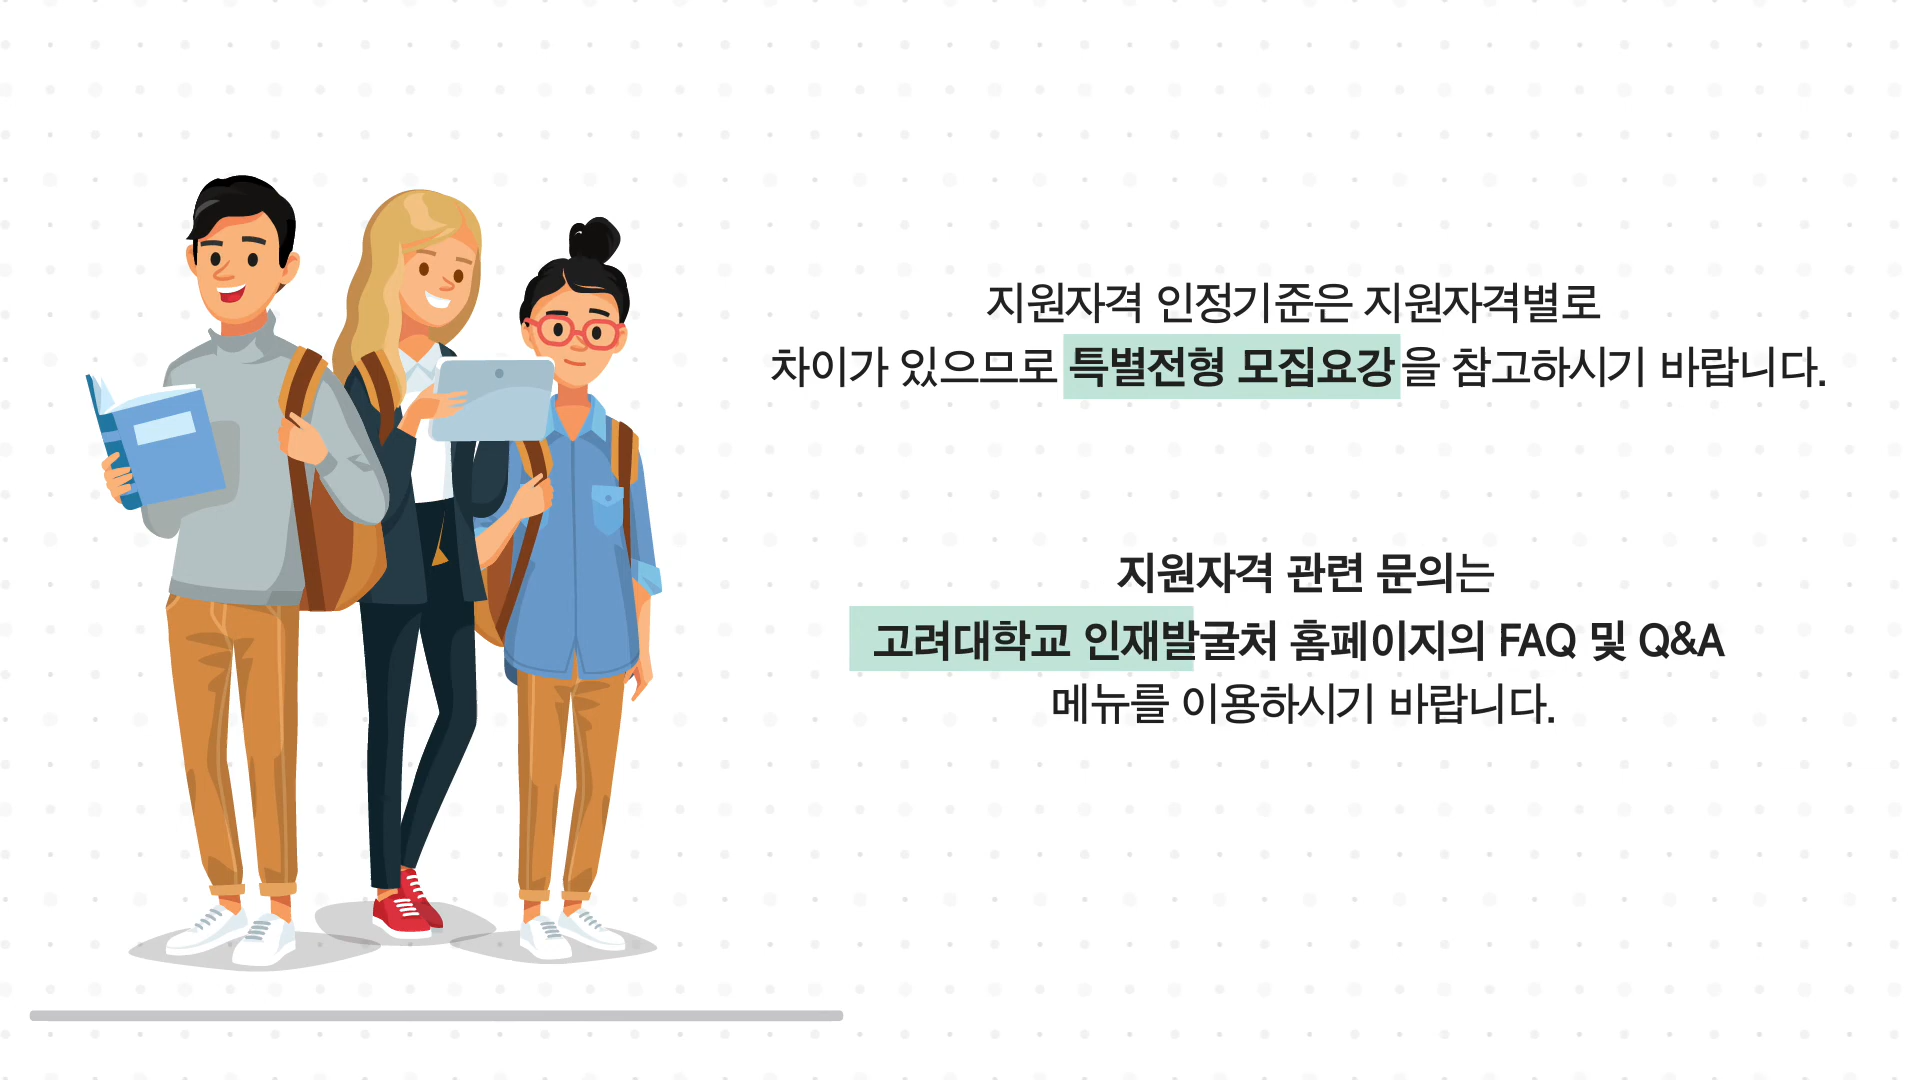 지원자격 인정기준은 지원자격별로
차이가 있으므로 특별전형 모집요강을 참고하시기 바랍니다.
지원자격 관련 문의는
고려대학교 인재발굴처 홈페이지의 FAQ 및 Q&A
메뉴를 이용하시기 바랍니다.